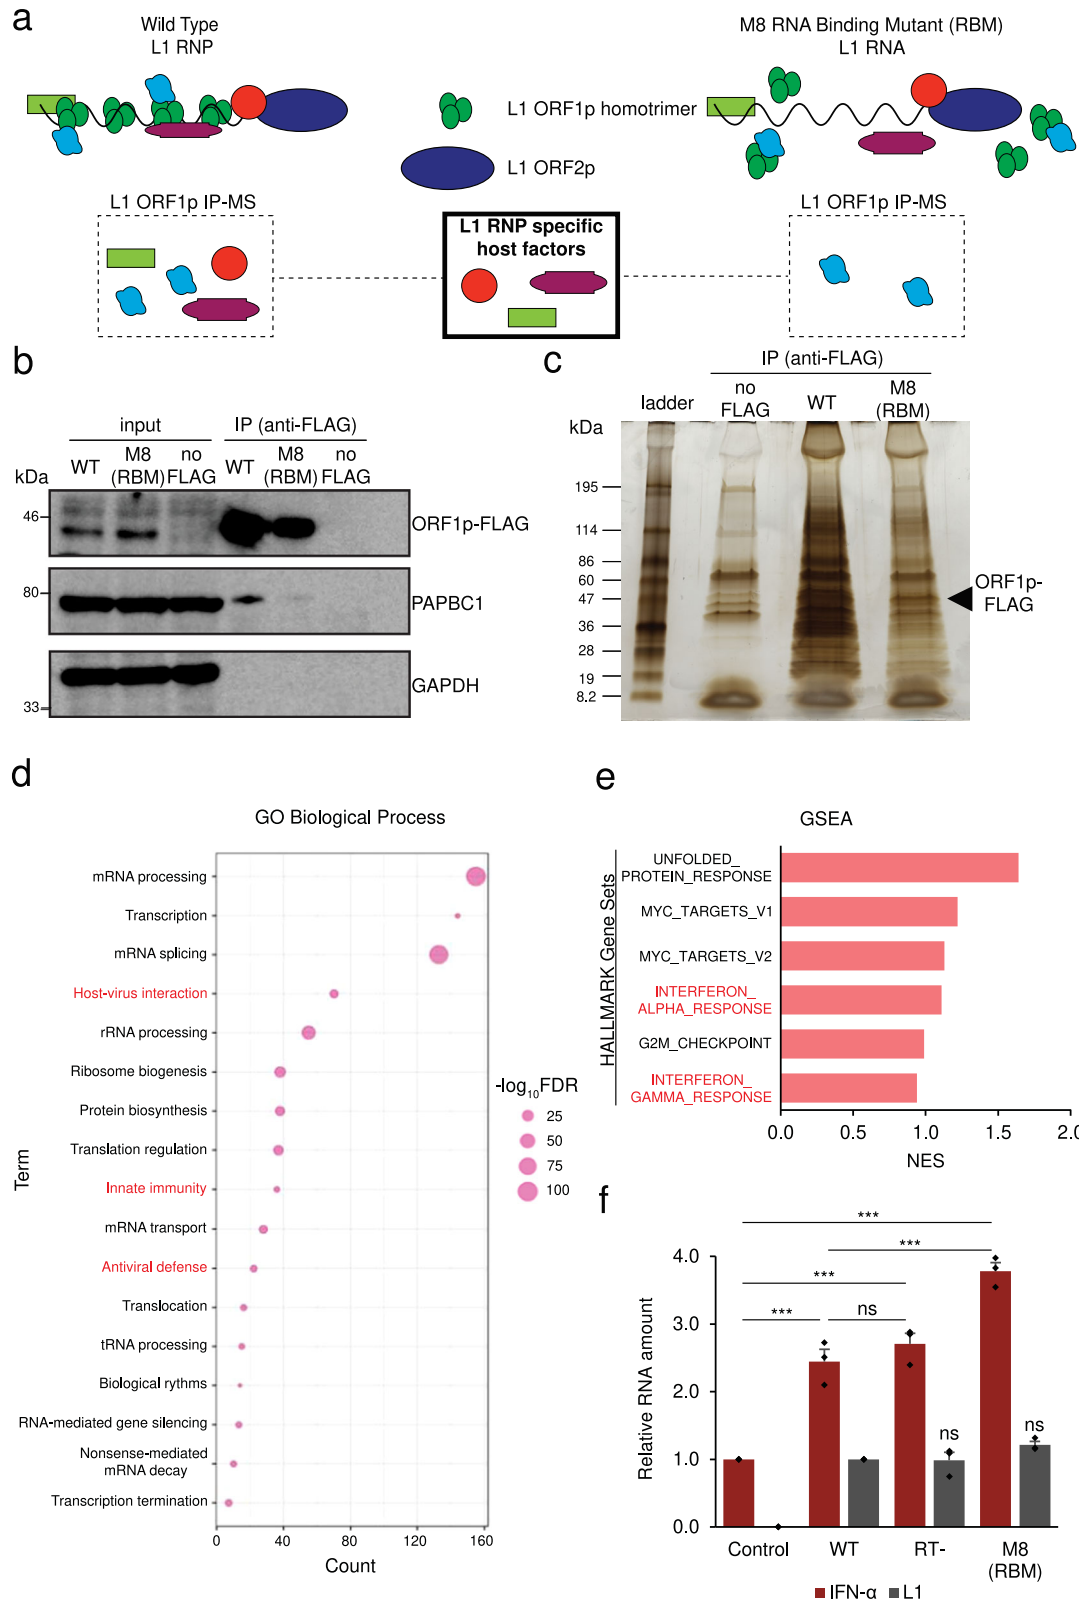 a
Wild Type
L1 RNP
M8 RNA Binding Mutant (RBM)
L1 RNA
L1 ORF1p homotrimer
L1 ORF2p
L1 ORF1p IP-MS
L1 RNP specific
host factors
L1 ORF1p IP-MS
b
input
IP (anti-FLAG)
kDa
WT
M8
(RBM)
no
FLAG
WT
M8
(RBM)
no
FLAG
46
ORF1p-FLAG
80
PAPBC1
GAPDH
33
c
IP (anti-FLAG)
ladder
no
FLAG
WT
M8
(RBM)
kDa
195
114
86
60
47
36
28
19
8.2
ORF1p-
FLAG
d
GO Biological Process
Term
mRNA processing
Transcription
mRNA splicing
Host-virus interaction
rRNA processing
Ribosome biogenesis
Protein biosynthesis
Translation regulation
Innate immunity
mRNA transport
Antiviral defense
Translocation
tRNA processing
Biological rythms
RNA-mediated gene silencing
Nonsense-mediated
mRNA decay
Transcription termination
0 40 80 120 160
Count
-log₁₀FDR
25
50
75
100
e
GSEA
HALLMARK Gene Sets
UNFOLDED_
PROTEIN_RESPONSE
MYC_TARGETS_V1
MYC_TARGETS_V2
INTERFERON_
ALPHA_RESPONSE
G2M_CHECKPOINT
INTERFERON_
GAMMA_RESPONSE
0.0 0.5 1.0 1.5 2.0
NES
f
Relative RNA amount
4.0
3.0
2.0
1.0
0.0
***
***
***
***
ns
ns
ns
Control
WT
RT-
M8
(RBM)
IFN-α
L1